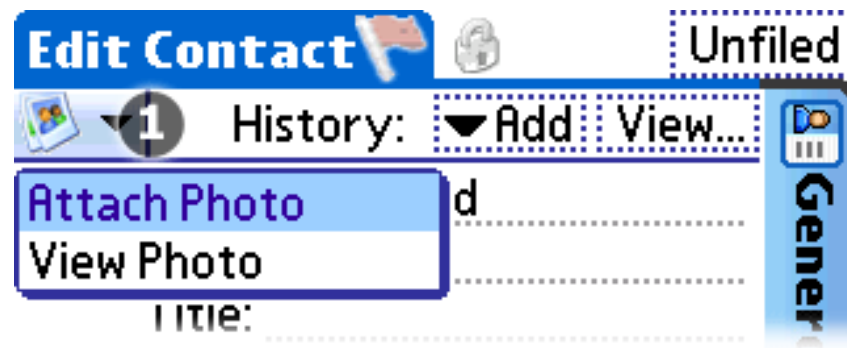 Edit Contact Unfiled
1 History: Add View...
Attach Photo d
View Photo
Title:
Gener